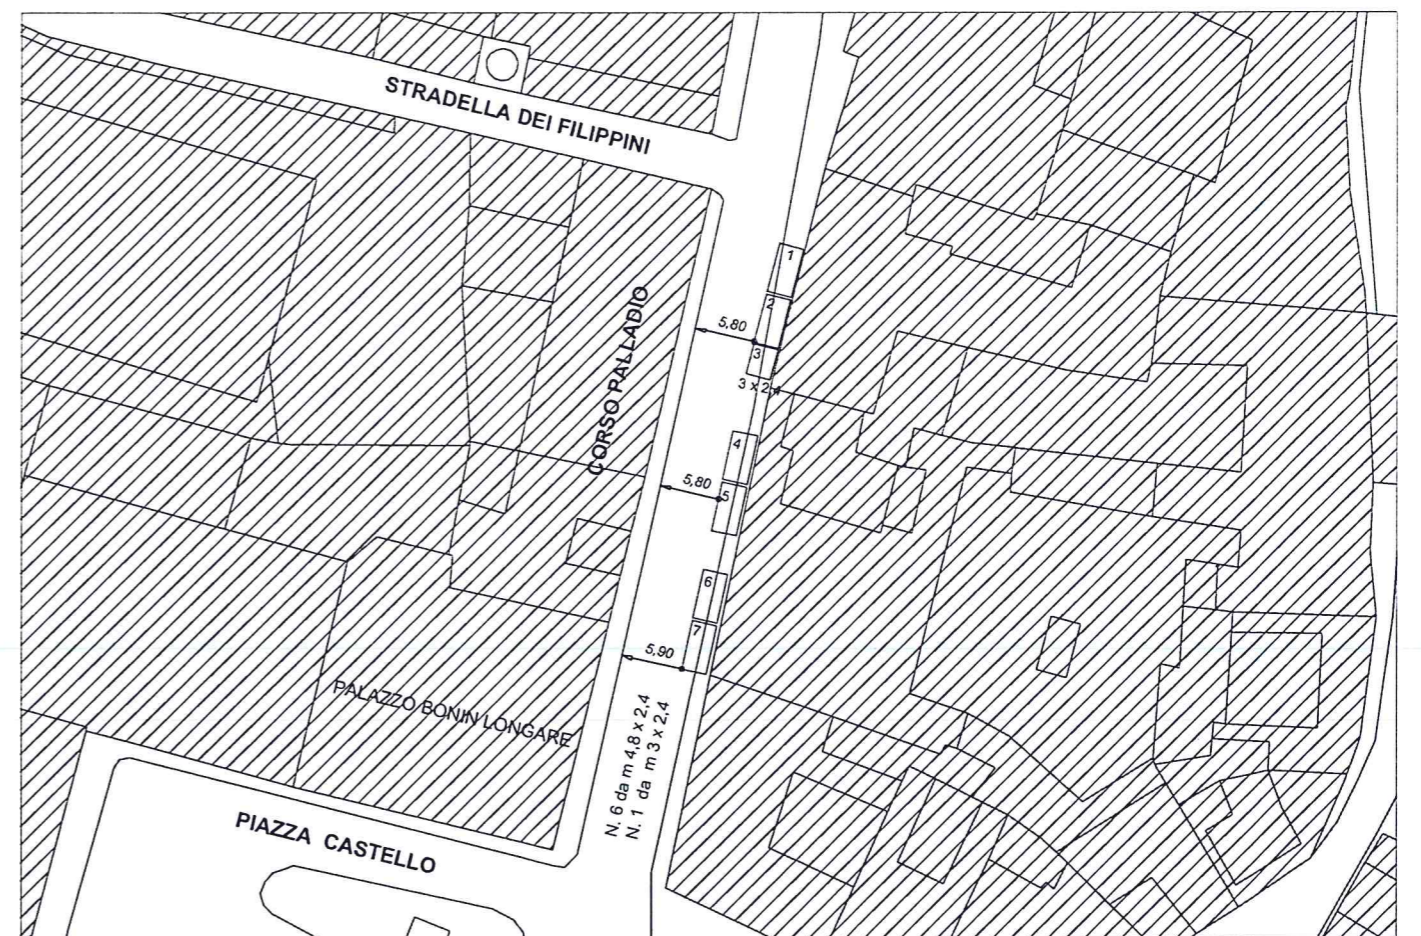 STRADELLA DEI FILIPPINI
CORSO PALLADIO
1
2
5,80
3
3 x 2,4
4
5,80
5
6
7
5,90
PALAZZO BONIN LONGARE
N. 6 da m 4,8 x 2,4
N. 1 da m 3 x 2,4
PIAZZA CASTELLO